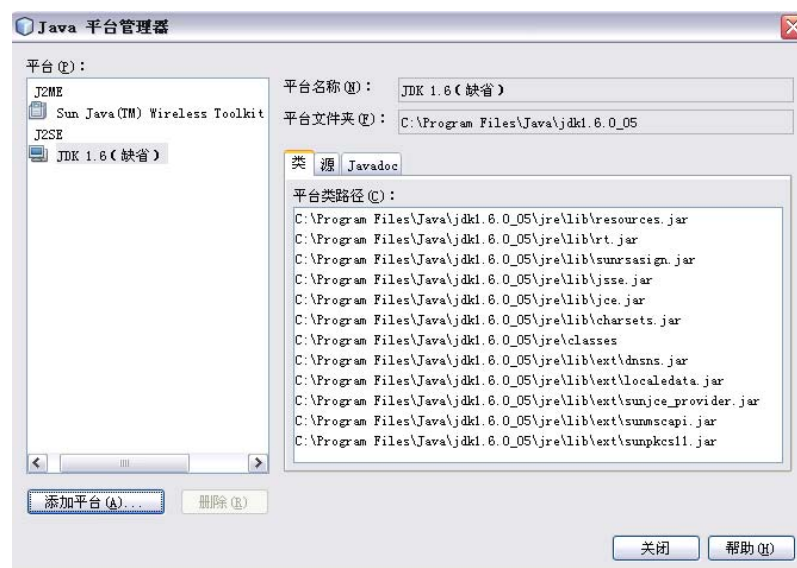 Java 平台管理器
平台(P)：
J2ME
Sun Java(TM) Wireless Toolkit
J2SE
JDK 1.6(缺省)
添加平台(A)...
删除(R)
平台名称(N)：
JDK 1.6(缺省)
平台文件夹(F)：
C:\Program Files\Java\jdk1.6.0_05
类
源
Javadoc
平台类路径(C)：
C:\Program Files\Java\jdk1.6.0_05\jre\lib\resources.jar
C:\Program Files\Java\jdk1.6.0_05\jre\lib\rt.jar
C:\Program Files\Java\jdk1.6.0_05\jre\lib\sunrsasign.jar
C:\Program Files\Java\jdk1.6.0_05\jre\lib\jsse.jar
C:\Program Files\Java\jdk1.6.0_05\jre\lib\jce.jar
C:\Program Files\Java\jdk1.6.0_05\jre\lib\charsets.jar
C:\Program Files\Java\jdk1.6.0_05\jre\classes
C:\Program Files\Java\jdk1.6.0_05\jre\lib\ext\dnsns.jar
C:\Program Files\Java\jdk1.6.0_05\jre\lib\ext\localedata.jar
C:\Program Files\Java\jdk1.6.0_05\jre\lib\ext\sunjce_provider.jar
C:\Program Files\Java\jdk1.6.0_05\jre\lib\ext\sunmscapi.jar
C:\Program Files\Java\jdk1.6.0_05\jre\lib\ext\sunpkcs11.jar
关闭
帮助(H)